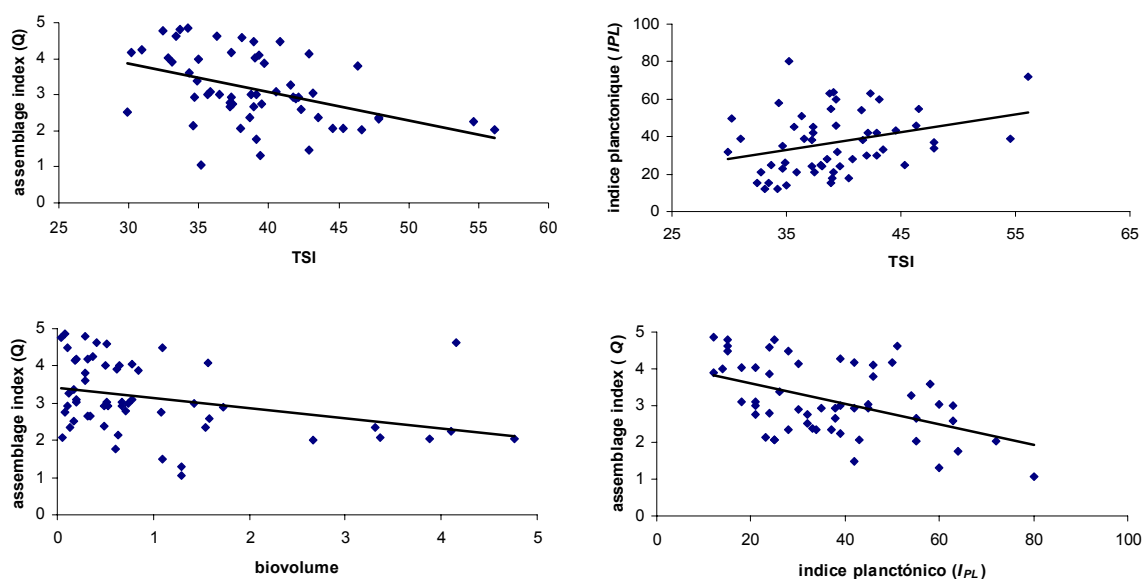 assemblage index (Q)
5
4
3
2
1
0
25 30 35 40 45 50 55 60
TSI
indice planctonique (IPL)
100
80
60
40
20
0
25 35 45 55 65
TSI
assemblage index (Q)
5
4
3
2
1
0
0 1 2 3 4 5
biovolume
assemblage index ( Q)
5
4
3
2
1
0
0 20 40 60 80 100
indice planctónico (IPL)